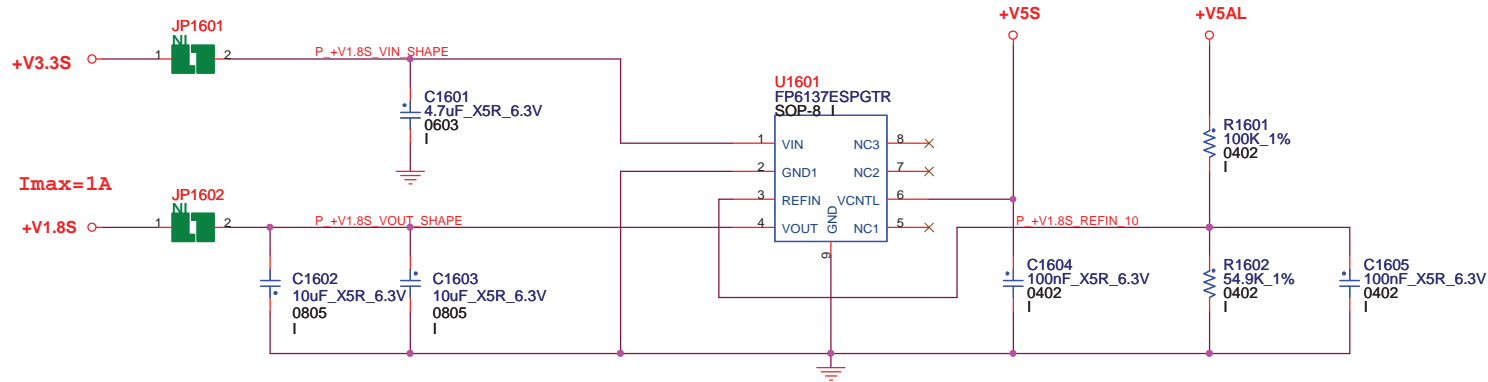 +V5S
+V5AL
JP1601
NI
+V3.3S
1
2
P_+V1.8S_VIN_SHAPE
C1601
4.7uF_X5R_6.3V
0603
I
U1601
FP6137ESPGTR
SOP-8 I
1
VIN
NC3
8
2
GND1
NC2
7
3
REFIN
VCNTL
6
4
VOUT
GND
NC1
5
9
R1601
100K_1%
0402
I
Imax=1A
JP1602
NI
+V1.8S
1
2
P_+V1.8S_VOUT_SHAPE
P_+V1.8S_REFIN_10
C1602
10uF_X5R_6.3V
0805
I
C1603
10uF_X5R_6.3V
0805
I
C1604
100nF_X5R_6.3V
0402
I
R1602
54.9K_1%
0402
I
C1605
100nF_X5R_6.3V
0402
I